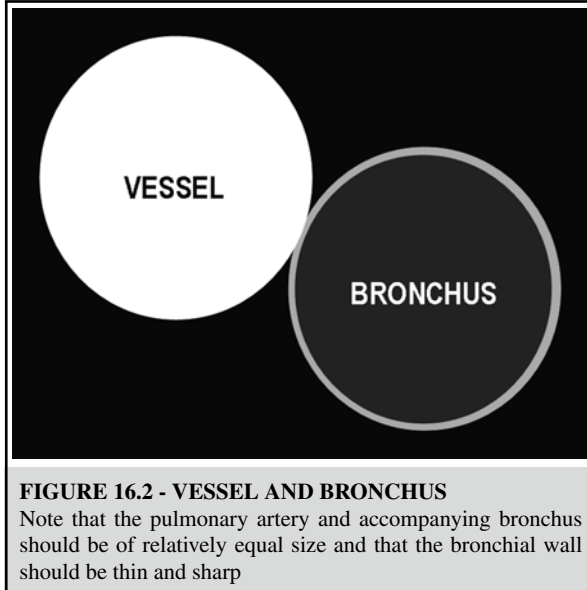 VESSEL
BRONCHUS
FIGURE 16.2 - VESSEL AND BRONCHUS
Note that the pulmonary artery and accompanying bronchus
should be of relatively equal size and that the bronchial wall
should be thin and sharp